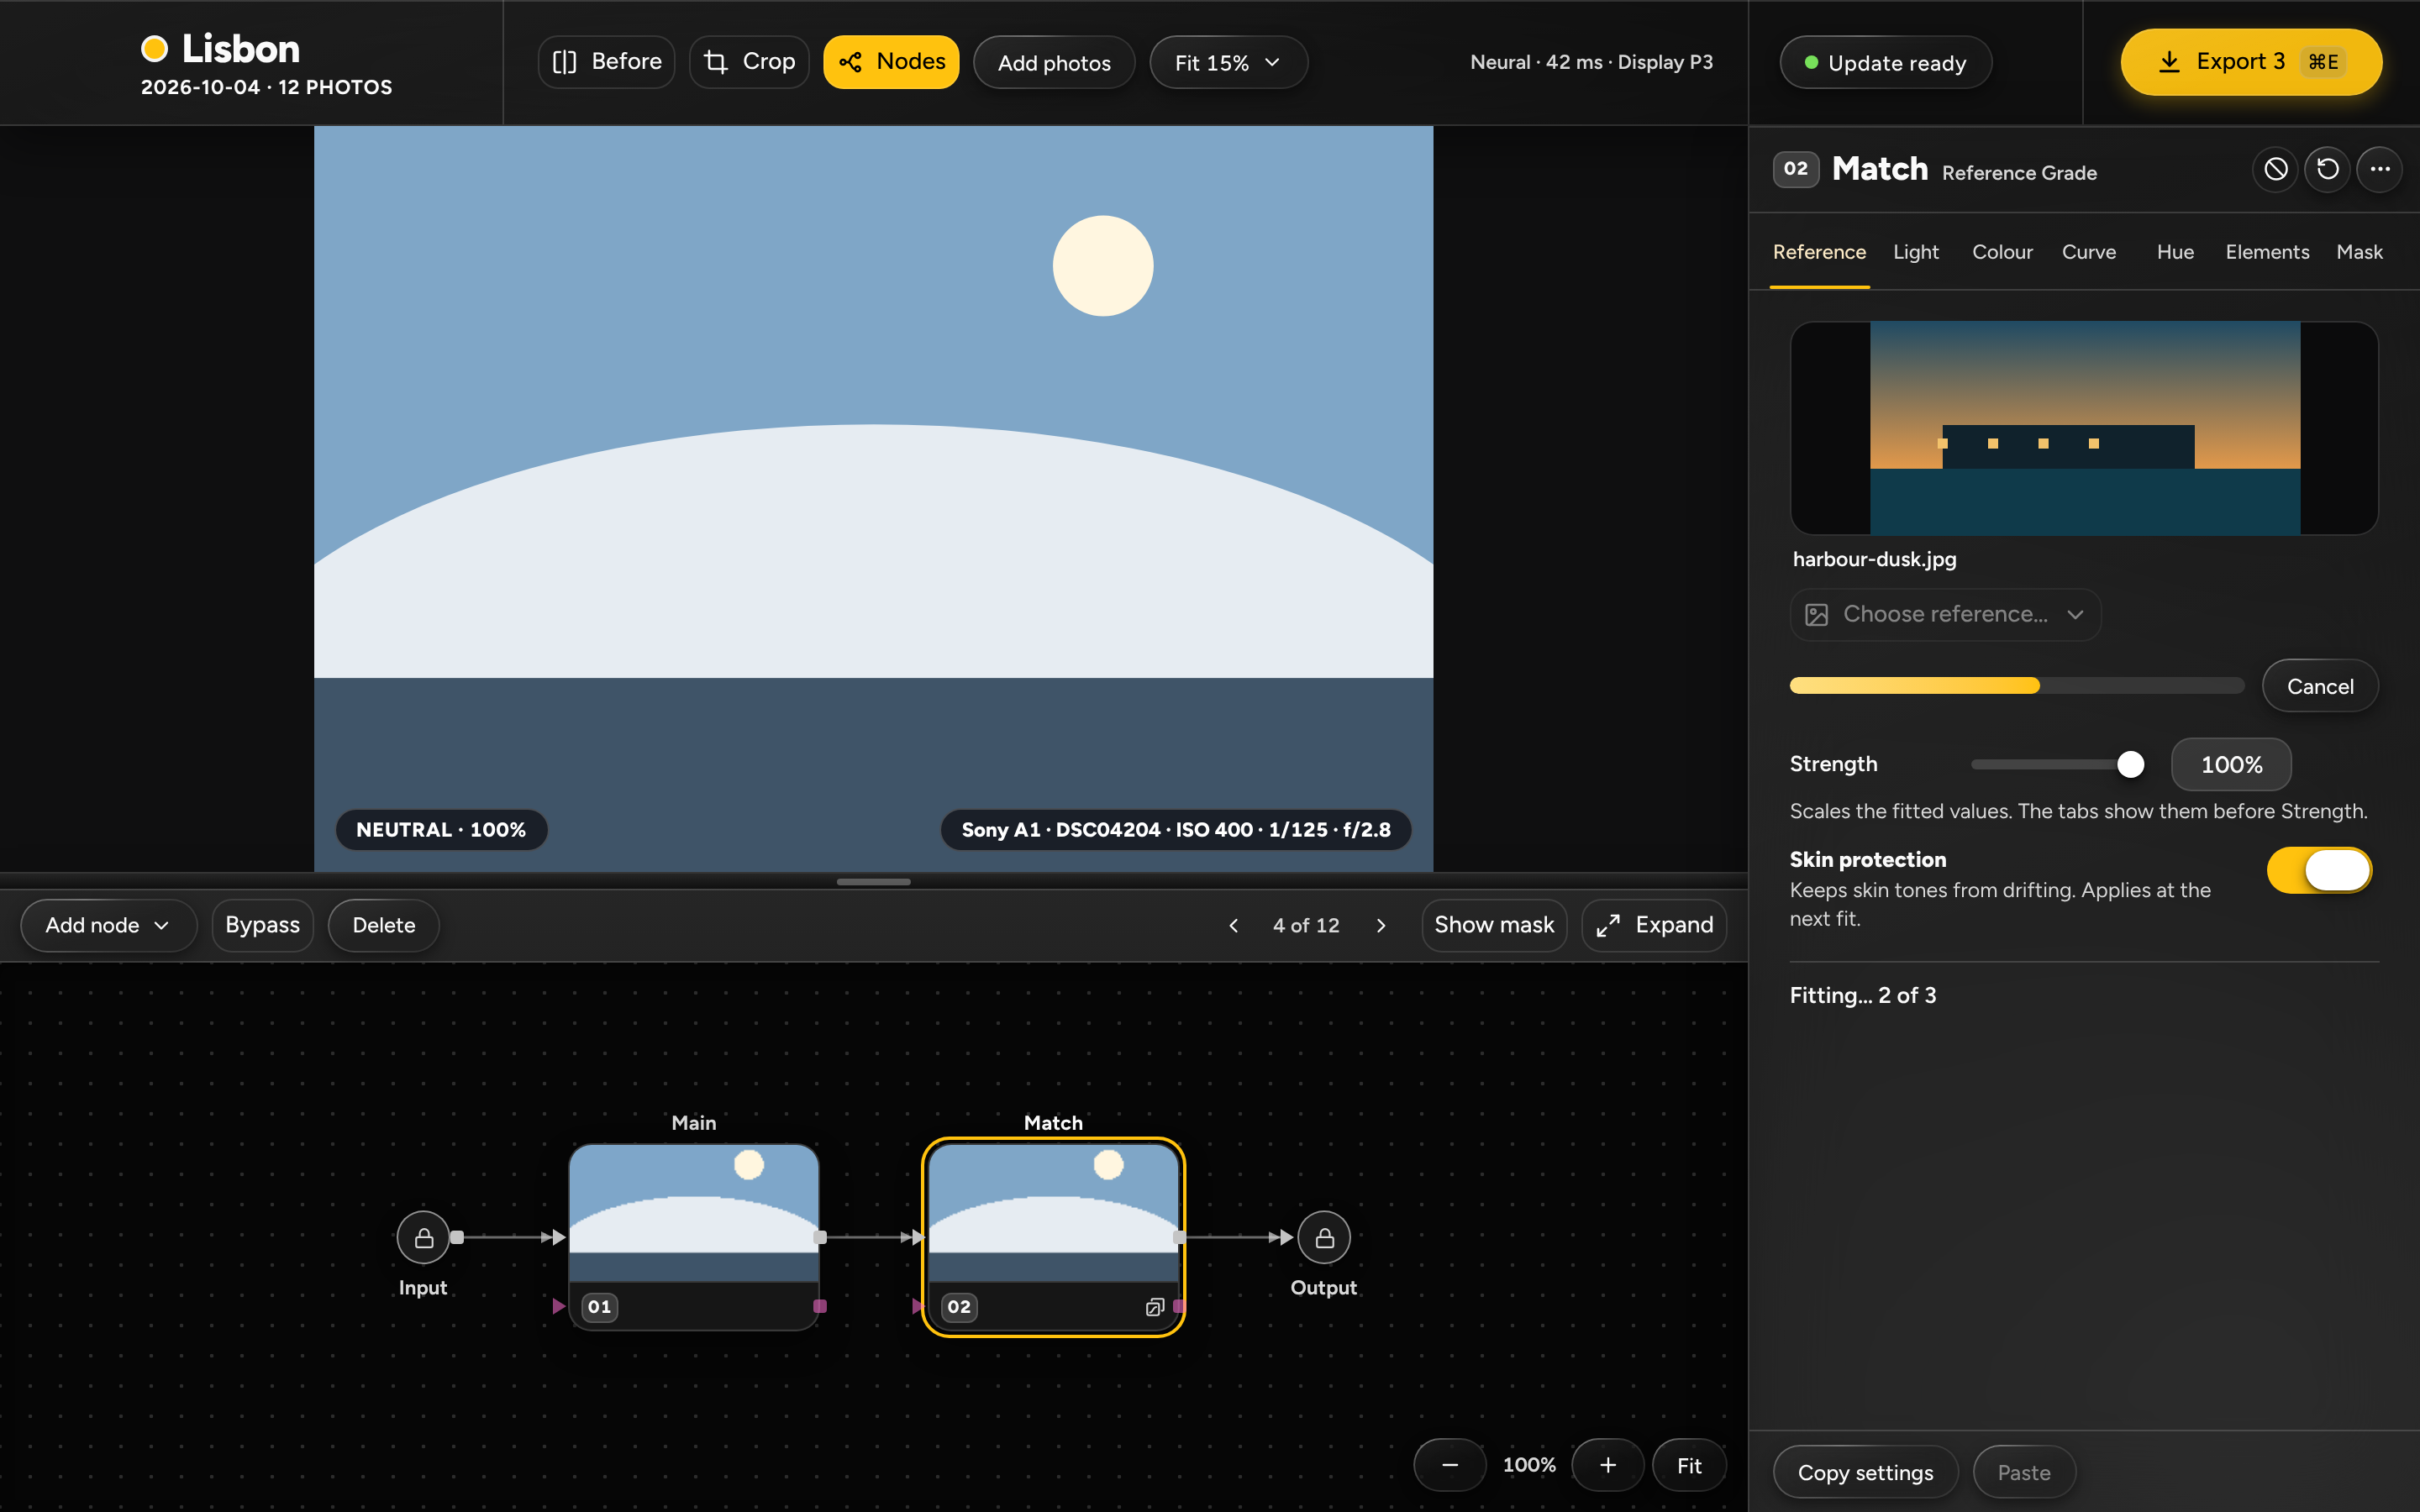 Lisbon
2026-10-04 · 12 PHOTOS
Before
Crop
Nodes
Add photos
Fit 15%
Neural · 42 ms · Display P3
Update ready
Export 3 ⌘E
02 Match Reference Grade
Reference Light Colour Curve Hue Elements Mask
harbour-dusk.jpg
Choose reference...
Cancel
Strength 100%
Scales the fitted values. The tabs show them before Strength.
Skin protection
Keeps skin tones from drifting. Applies at the
next fit.
Fitting... 2 of 3
NEUTRAL · 100%
Sony A1 · DSC04204 · ISO 400 · 1/125 · f/2.8
Add node
Bypass
Delete
4 of 12
Show mask
Expand
Main
Match
Input
Output
01
02
100%
Fit
Copy settings
Paste